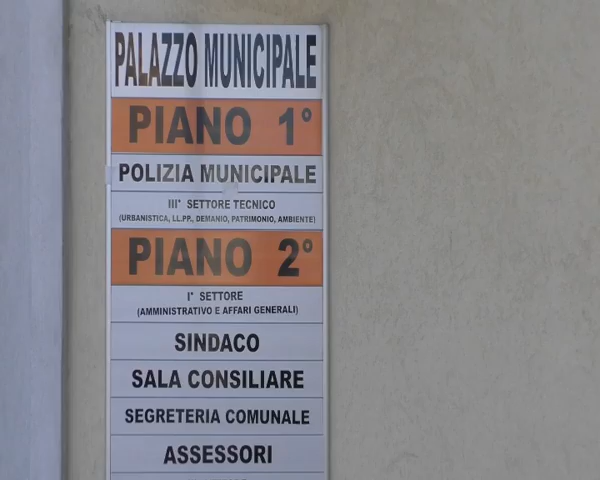 PALAZZO MUNICIPALE
PIANO 1°
POLIZIA MUNICIPALE
III° SETTORE TECNICO
(URBANISTICA, LL.PP., DEMANIO, PATRIMONIO, AMBIENTE)
PIANO 2°
I° SETTORE
(AMMINISTRATIVO E AFFARI GENERALI)
SINDACO
SALA CONSILIARE
SEGRETERIA COMUNALE
ASSESSORI